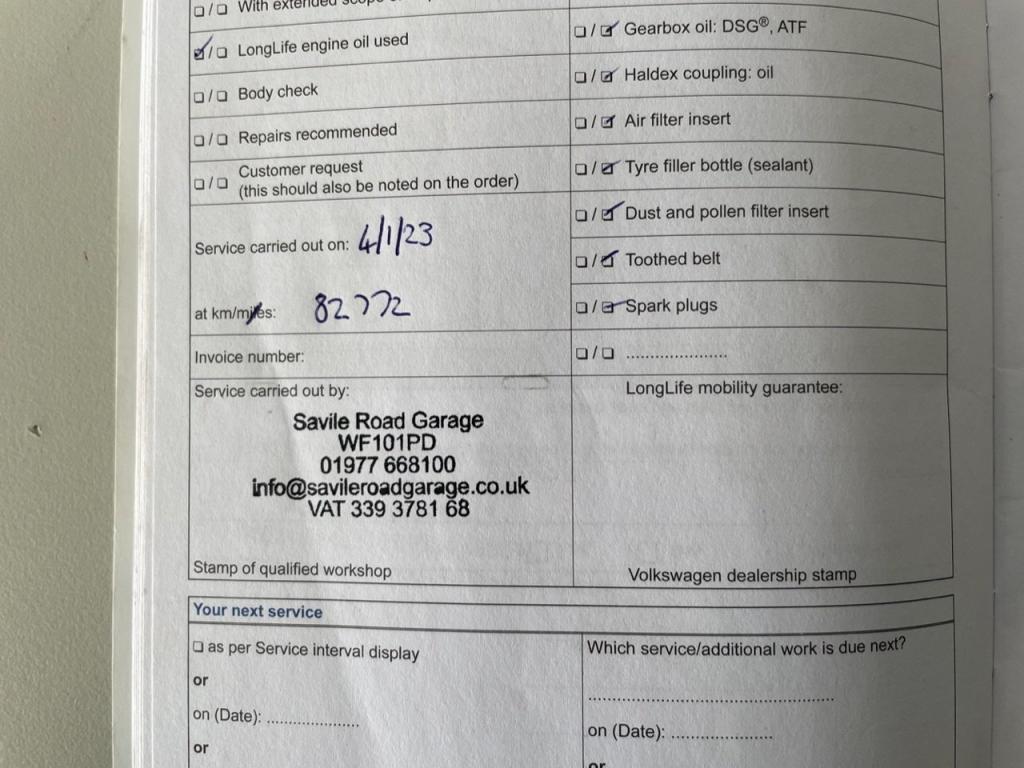 With extended scope
LongLife engine oil used
Body check
Repairs recommended
Customer request
(this should also be noted on the order)
Service carried out on: 4/1/23
at km/miles: 82772
Invoice number:
Service carried out by:
Savile Road Garage
WF101PD
01977 668100
info@savileroadgarage.co.uk
VAT 339 3781 68
Stamp of qualified workshop
Gearbox oil: DSG®, ATF
Haldex coupling: oil
Air filter insert
Tyre filler bottle (sealant)
Dust and pollen filter insert
Toothed belt
Spark plugs
.....................
LongLife mobility guarantee:
Volkswagen dealership stamp
Your next service
as per Service interval display
or
on (Date): ...................
or
Which service/additional work is due next?
..................................................
on (Date): .....................
or